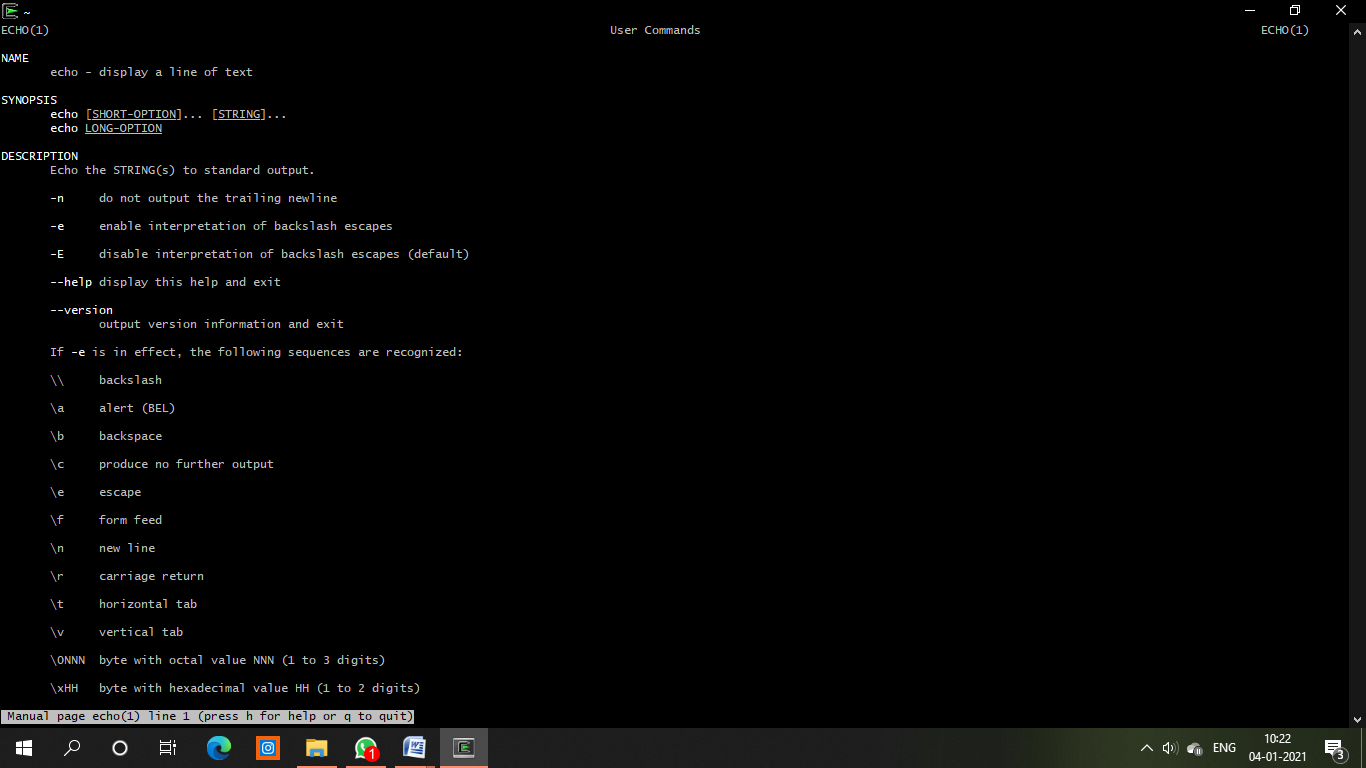 ~
ECHO(1) User Commands ECHO(1)
NAME
echo - display a line of text
SYNOPSIS
echo [SHORT-OPTION]... [STRING]...
echo LONG-OPTION
DESCRIPTION
Echo the STRING(s) to standard output.
-n do not output the trailing newline
-e enable interpretation of backslash escapes
-E disable interpretation of backslash escapes (default)
--help display this help and exit
--version
output version information and exit
If -e is in effect, the following sequences are recognized:
\\ backslash
\a alert (BEL)
\b backspace
\c produce no further output
\e escape
\f form feed
\n new line
\r carriage return
\t horizontal tab
\v vertical tab
\0NNN byte with octal value NNN (1 to 3 digits)
\xHH byte with hexadecimal value HH (1 to 2 digits)
Manual page echo(1) line 1 (press h for help or q to quit)
1
ENG
10:22
04-01-2021
3